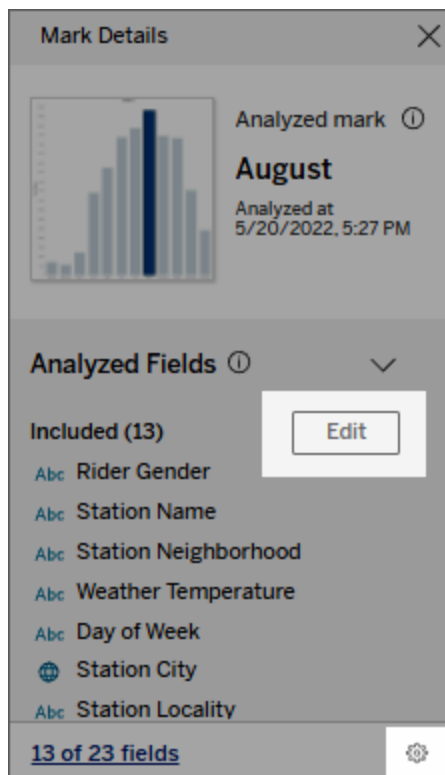 Mark Details
Analyzed mark
August
Analyzed at
5/20/2022, 5:27 PM
Analyzed Fields
Included (13)
Edit
Abc Rider Gender
Abc Station Name
Abc Station Neighborhood
Abc Weather Temperature
Abc Day of Week
Station City
Abc Station Locality
13 of 23 fields